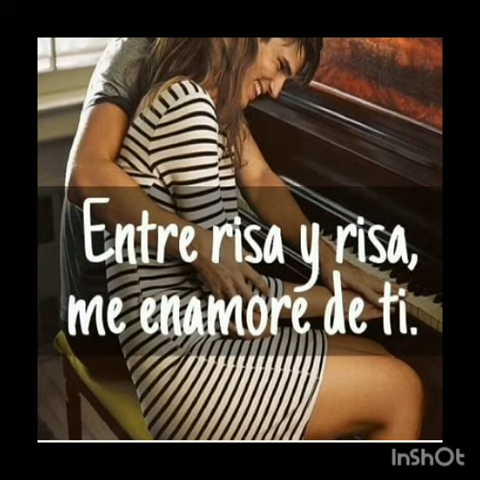 Entre risa y risa,
me enamore de ti.
InShOt